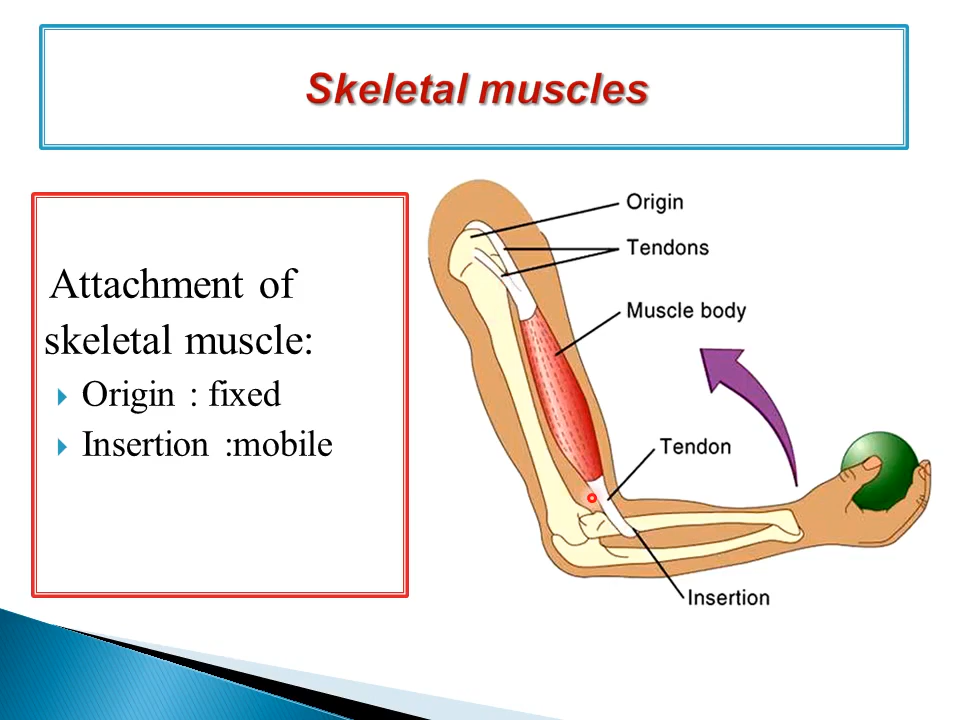 Skeletal muscles
Attachment of
skeletal muscle:
Origin : fixed
Insertion :mobile
Origin
Tendons
Muscle body
Tendon
Insertion